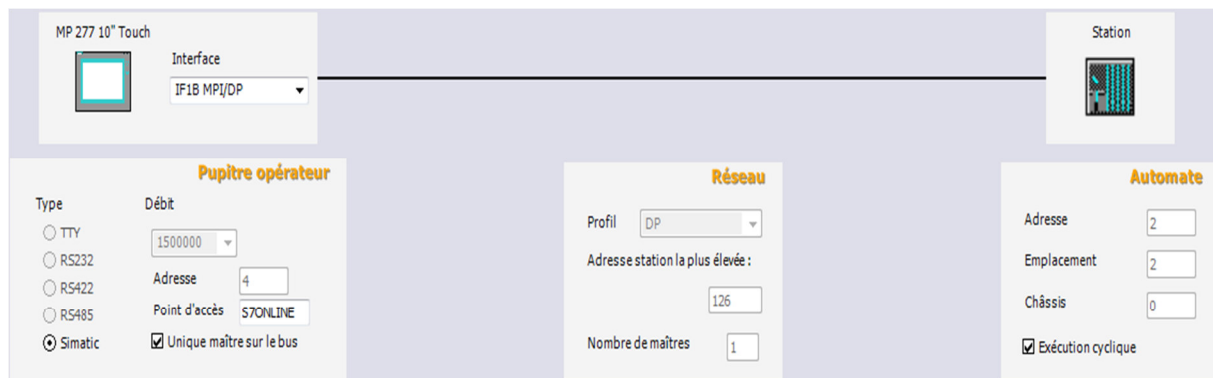 MP 277 10" Touch
Interface
IF1B MPI/DP
Station
Pupitre opérateur
Type
Débit
TTY
1500000
RS232
RS422
Adresse
4
RS485
Point d'accès
S7ONLINE
Simatic
Unique maître sur le bus
Réseau
Profil
DP
Adresse station la plus élevée :
126
Nombre de maîtres
1
Automate
Adresse
2
Emplacement
2
Châssis
0
Exécution cyclique